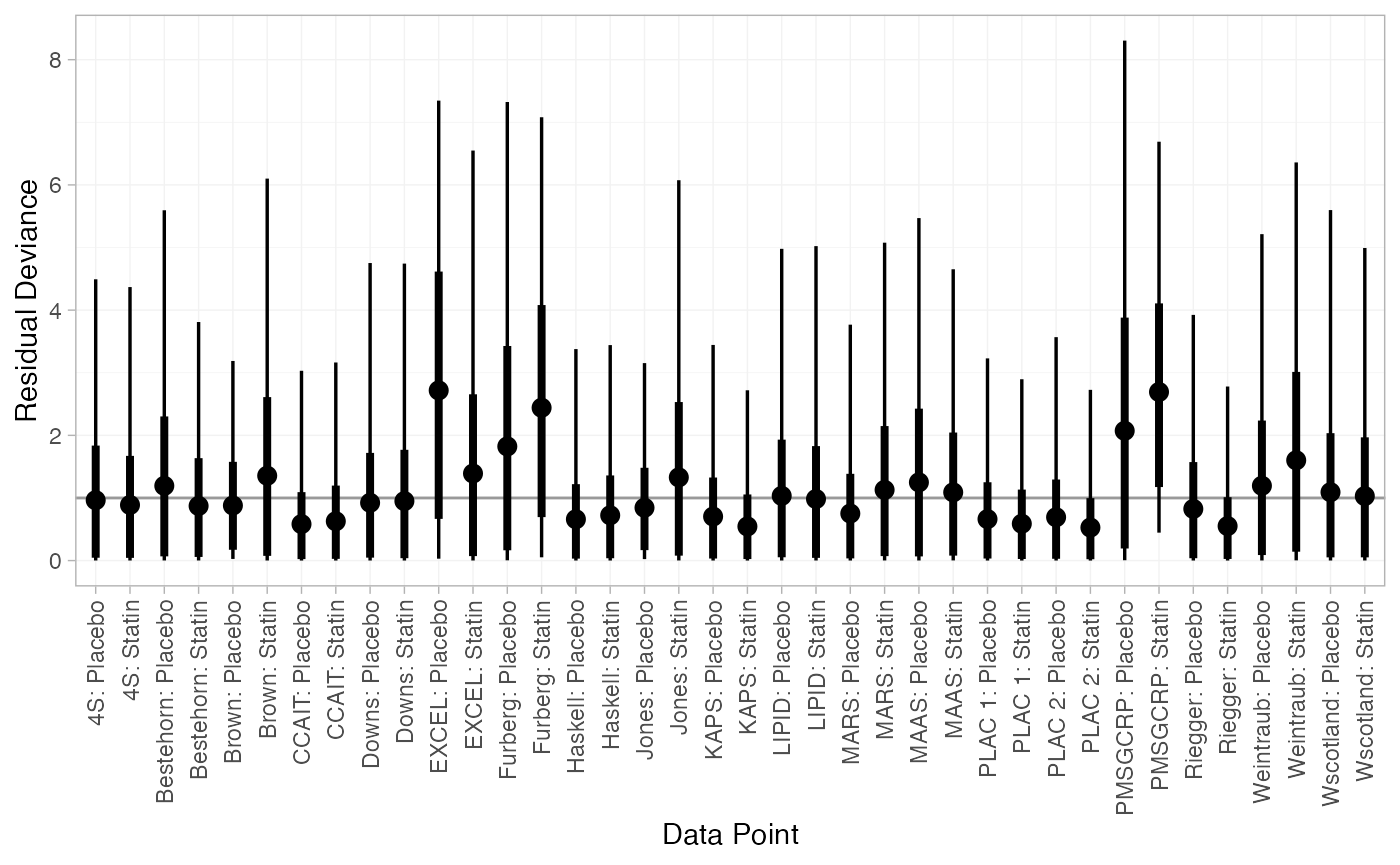 Residual Deviance
8
6
4
2
0
4S: Placebo
4S: Statin
Bestehorn: Placebo
Bestehorn: Statin
Brown: Placebo
Brown: Statin
CCAIT: Placebo
CCAIT: Statin
Downs: Placebo
Downs: Statin
EXCEL: Placebo
EXCEL: Statin
Furberg: Placebo
Furberg: Statin
Haskell: Placebo
Haskell: Statin
Jones: Placebo
Jones: Statin
KAPS: Placebo
KAPS: Statin
LIPID: Placebo
LIPID: Statin
MARS: Placebo
MARS: Statin
MAAS: Placebo
MAAS: Statin
PLAC 1: Placebo
PLAC 1: Statin
PLAC 2: Placebo
PLAC 2: Statin
PMSGCRP: Placebo
PMSGCRP: Statin
Riegger: Placebo
Riegger: Statin
Weintraub: Placebo
Weintraub: Statin
Wscotland: Placebo
Wscotland: Statin
Data Point